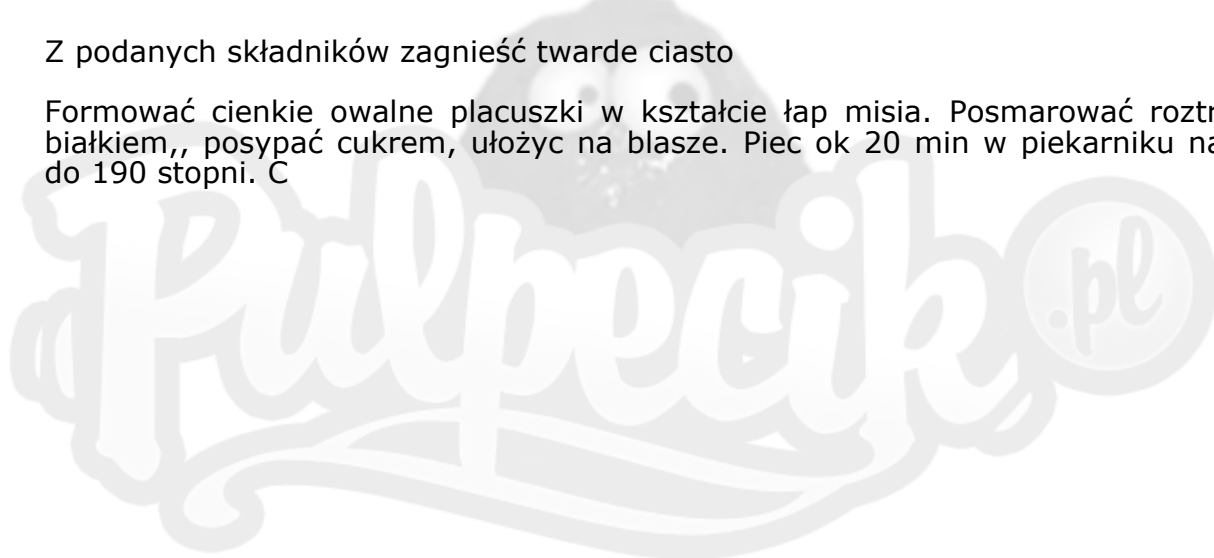 Z podanych składników zagnieść twarde ciasto
Formować cienkie owalne placuszki w kształcie łap misia. Posmarować roztr
białkiem,, posypać cukrem, ułożyc na blasze. Piec ok 20 min w piekarniku na
do 190 stopni. C
Pulpecik
.pl